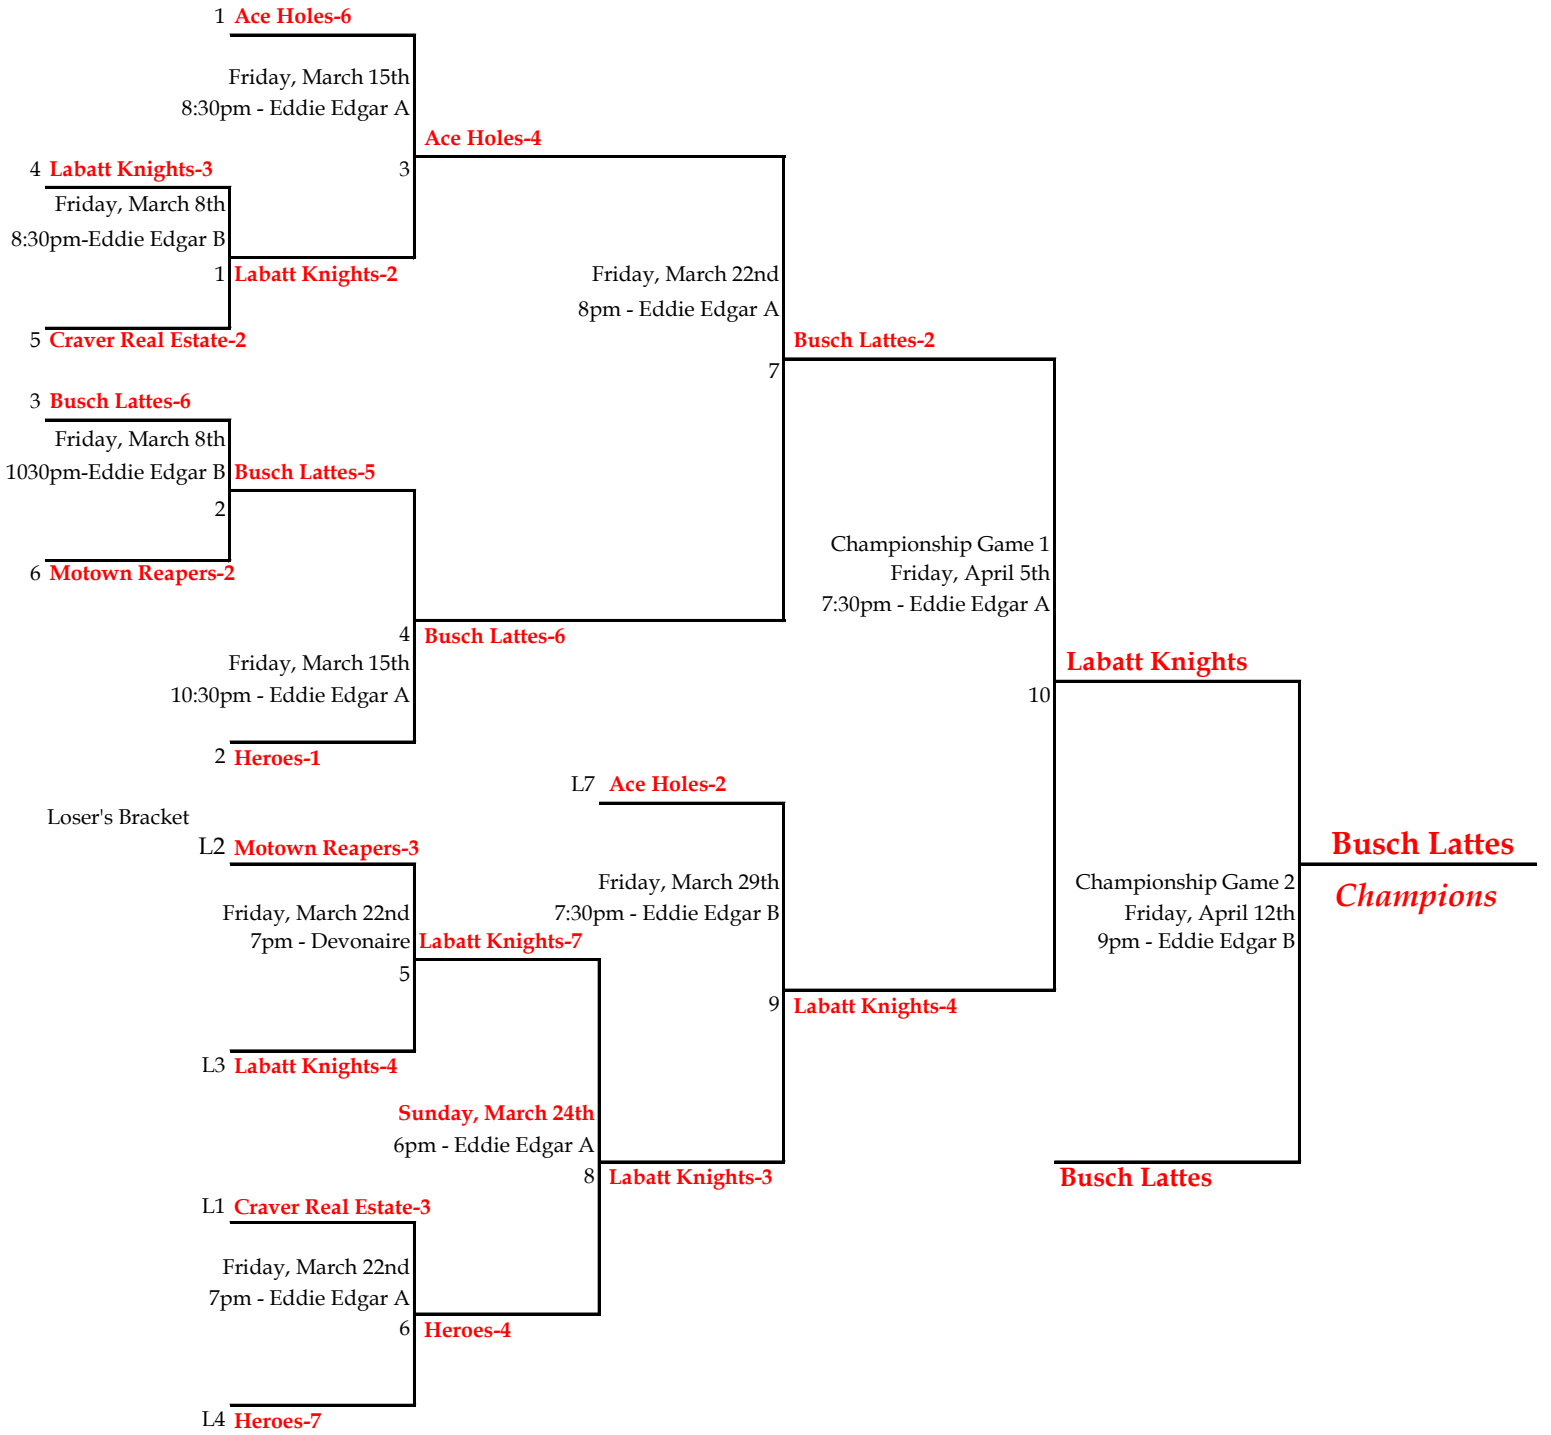 1 Ace Holes-6
Friday, March 15th
8:30pm - Eddie Edgar A
Ace Holes-4
4 Labatt Knights-3
3
Friday, March 8th
8:30pm-Eddie Edgar B
1 Labatt Knights-2
Friday, March 22nd
8pm - Eddie Edgar A
5 Craver Real Estate-2
Busch Lattes-2
7
3 Busch Lattes-6
Friday, March 8th
1030pm-Eddie Edgar B
Busch Lattes-5
2
Championship Game 1
Friday, April 5th
7:30pm - Eddie Edgar A
6 Motown Reapers-2
4 Busch Lattes-6
Friday, March 15th
10:30pm - Eddie Edgar A
Labatt Knights
10
2 Heroes-1
L7 Ace Holes-2
Loser's Bracket
L2 Motown Reapers-3
Busch Lattes
Champions
Friday, March 29th
7:30pm - Eddie Edgar B
Championship Game 2
Friday, April 12th
9pm - Eddie Edgar B
Friday, March 22nd
7pm - Devonaire
Labatt Knights-7
5
9 Labatt Knights-4
L3 Labatt Knights-4
Sunday, March 24th
6pm - Eddie Edgar A
8 Labatt Knights-3
Busch Lattes
L1 Craver Real Estate-3
Friday, March 22nd
7pm - Eddie Edgar A
6 Heroes-4
L4 Heroes-7